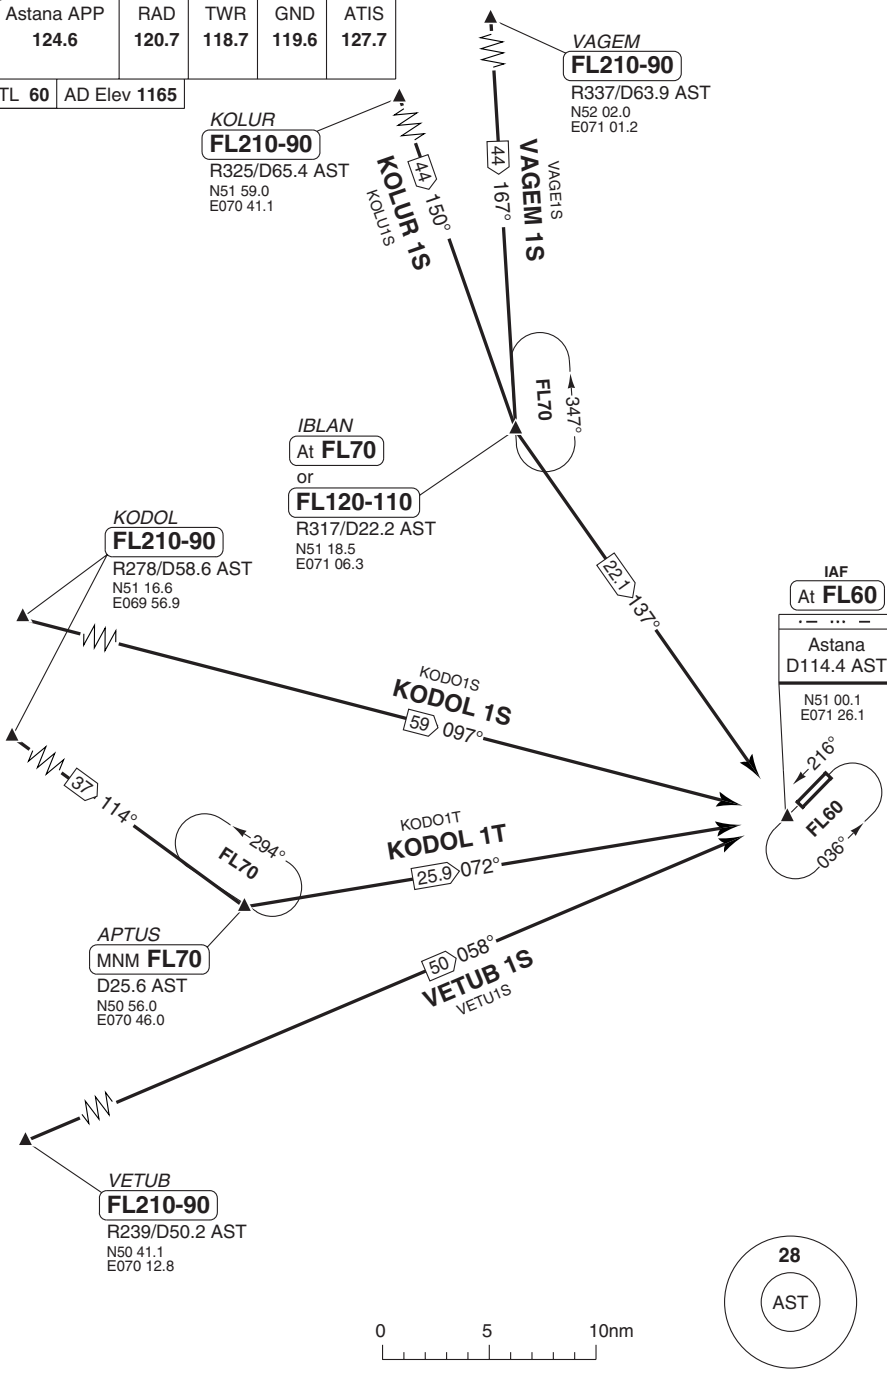 Astana APP RAD TWR GND ATIS
124.6 120.7 118.7 119.6 127.7
TL 60 AD Elev 1165
VAGEM
FL210-90
R337/D63.9 AST
N52 02.0
E071 01.2
KOLUR
FL210-90
R325/D65.4 AST
N51 59.0
E070 41.1
44 150°
KOLUR 1S
KOLU1S
44 167°
VAGEM 1S
VAGE1S
FL70
347°
IBLAN
At FL70
or
FL120-110
R317/D22.2 AST
N51 18.5
E071 06.3
KODOL
FL210-90
R278/D58.6 AST
N51 16.6
E069 56.9
22.1 137°
IAF
At FL60
Astana
D114.4 AST
N51 00.1
E071 26.1
KODO1S
KODOL 1S
59 097°
216°
FL60
036°
37 114°
294°
FL70
KODO1T
KODOL 1T
25.9 072°
APTUS
MNM FL70
D25.6 AST
N50 56.0
E070 46.0
50 058°
VETUB 1S
VETU1S
VETUB
FL210-90
R239/D50.2 AST
N50 41.1
E070 12.8
28
AST
0 5 10nm